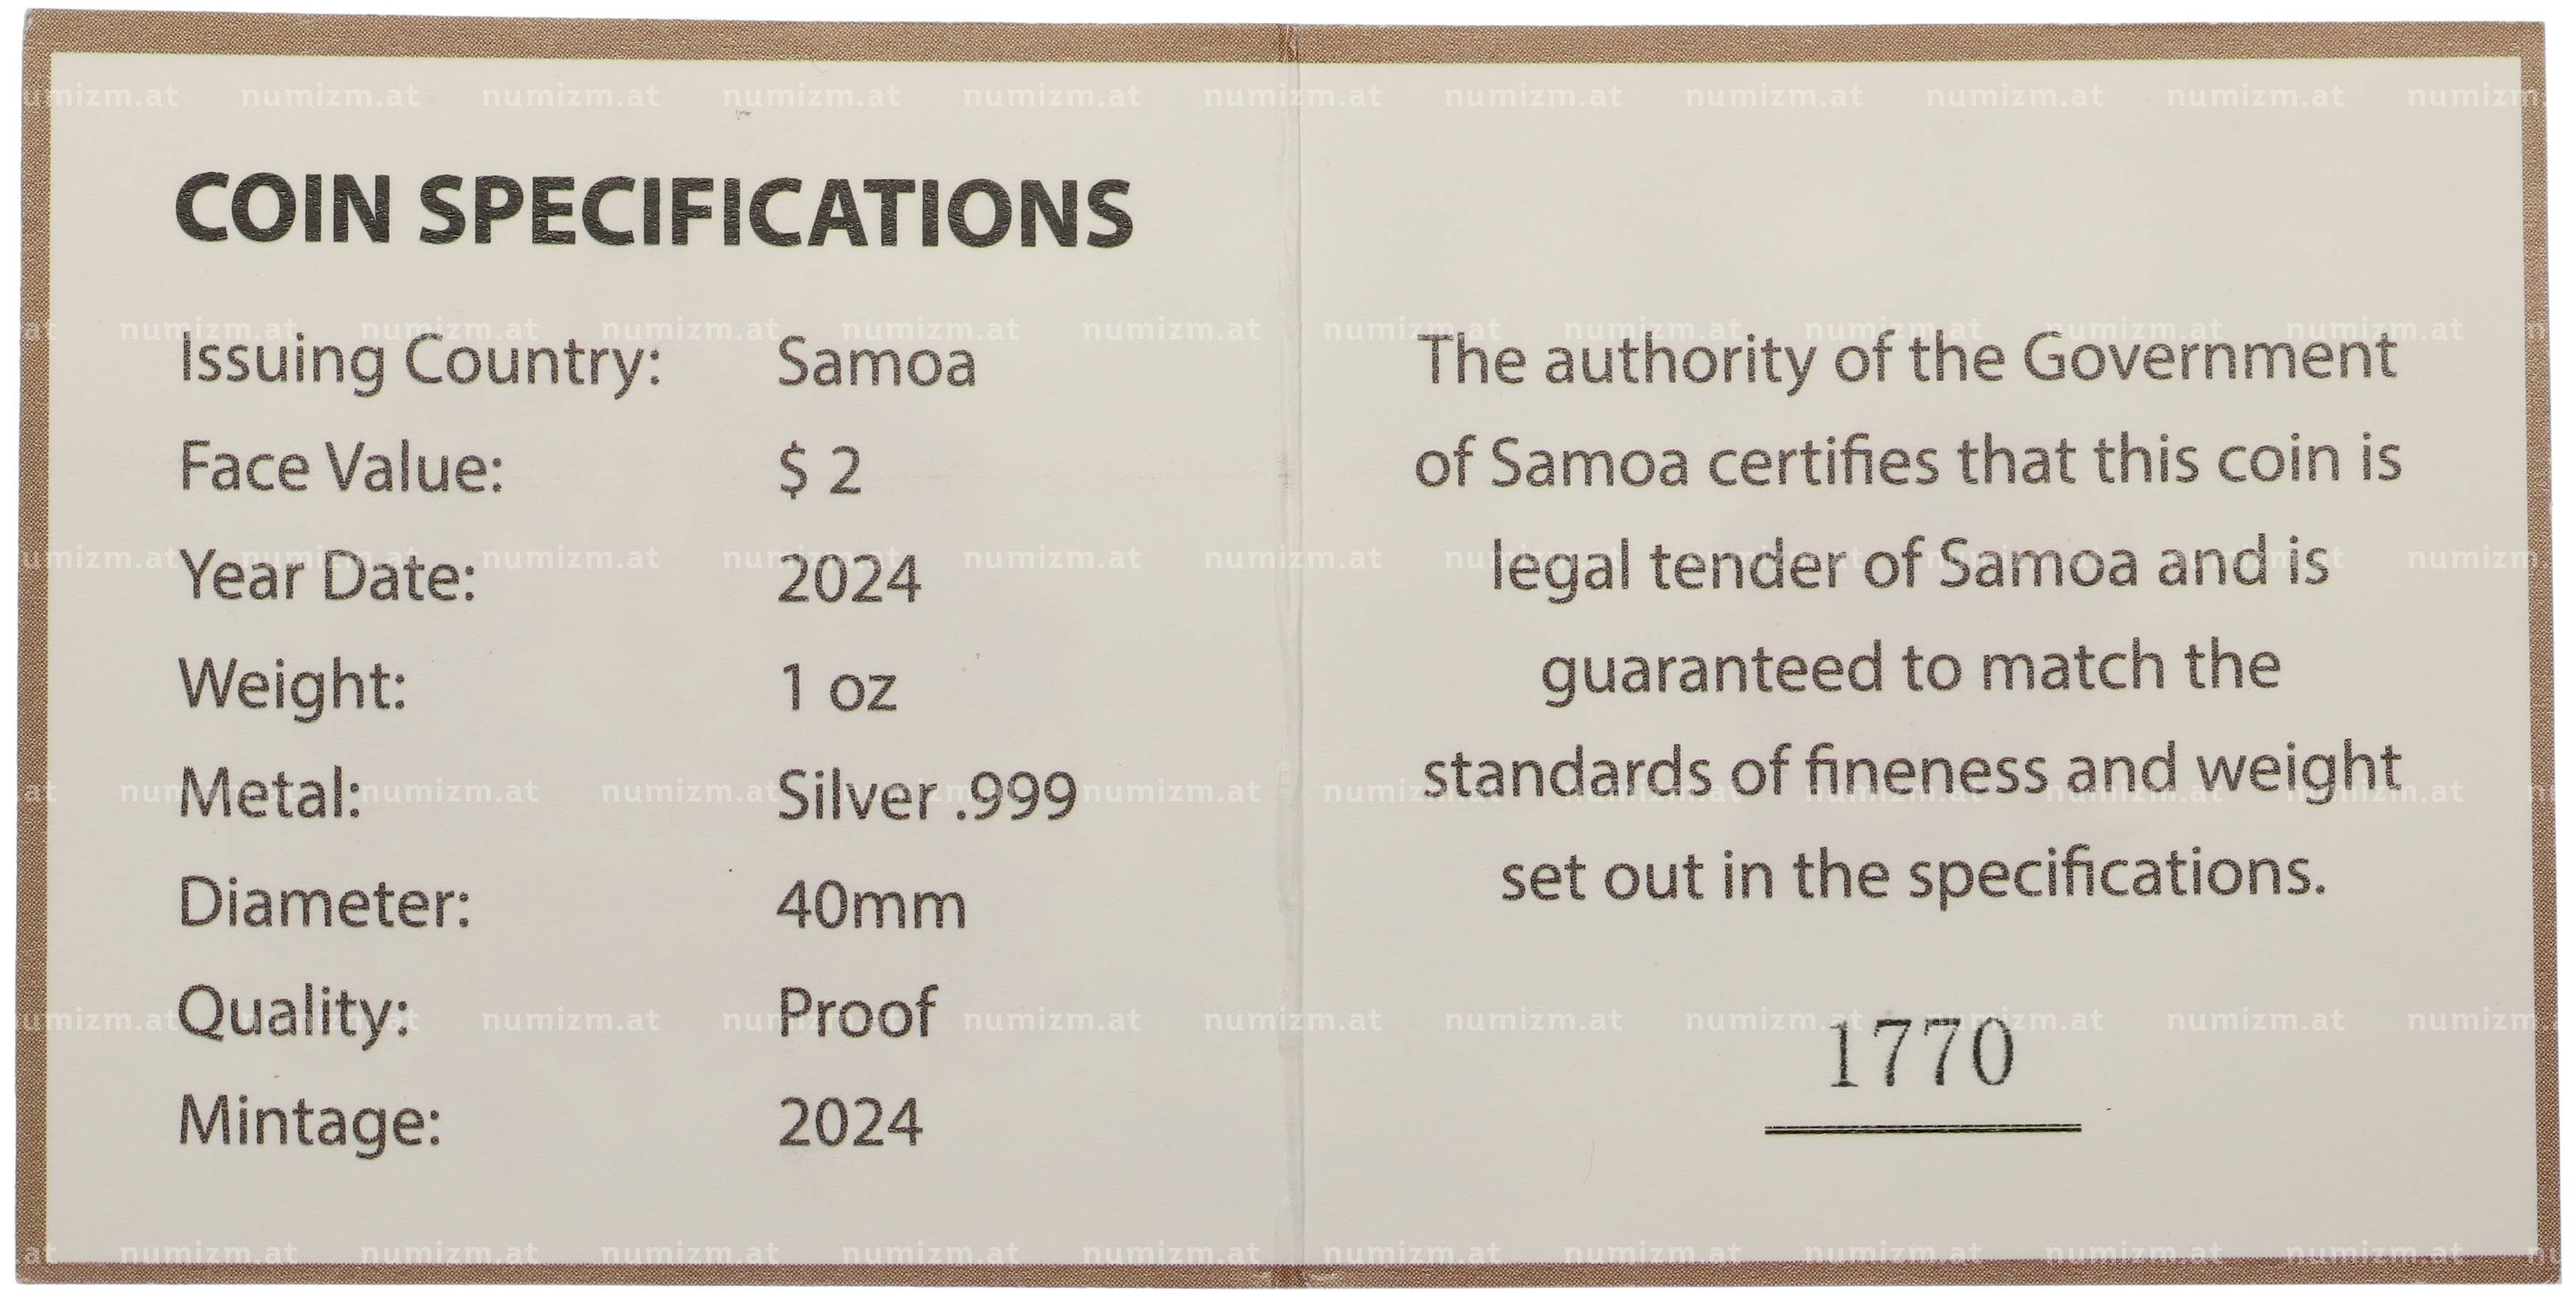 COIN SPECIFICATIONS
Issuing Country: Samoa
Face Value: $ 2
Year Date: 2024
Weight: 1 oz
Metal: Silver .999
Diameter: 40mm
Quality: Proof
Mintage: 2024
The authority of the Government
of Samoa certifies that this coin is
legal tender of Samoa and is
guaranteed to match the
standards of fineness and weight
set out in the specifications.
1770
numizm.at